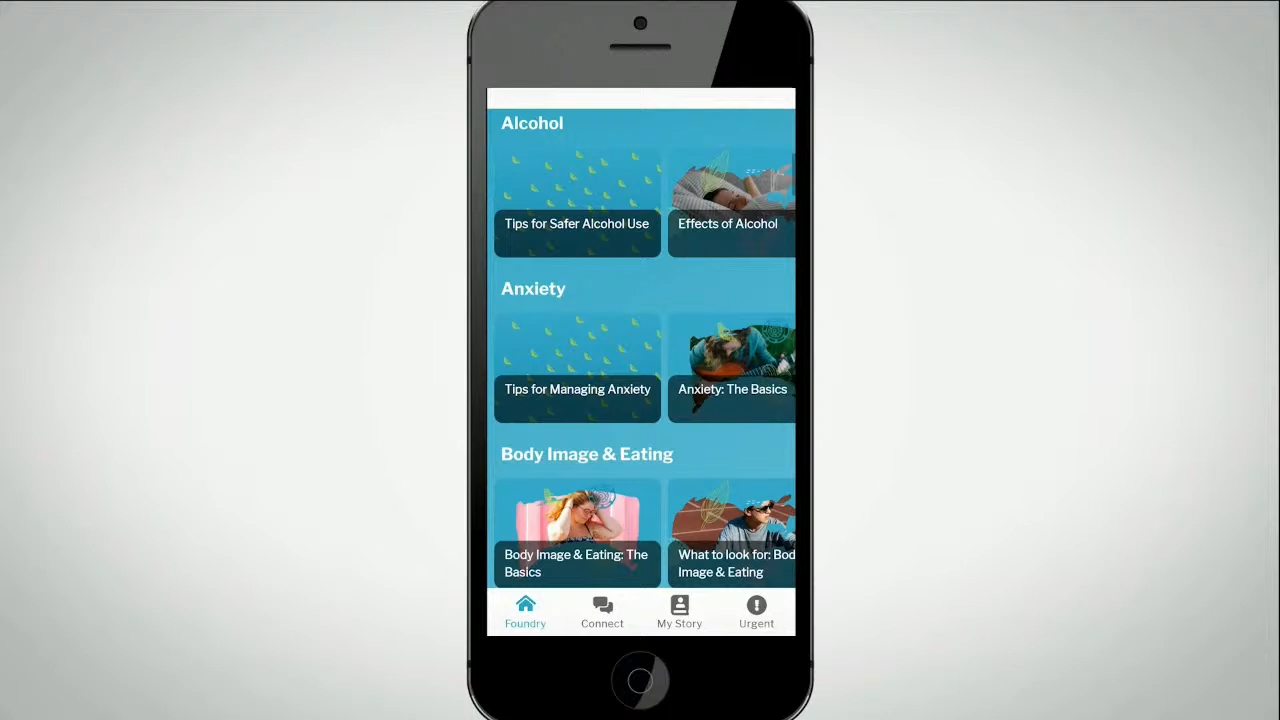 Alcohol
Tips for Safer Alcohol Use
Effects of Alcohol
Anxiety
Tips for Managing Anxiety
Anxiety: The Basics
Body Image & Eating
Body Image & Eating: The
Basics
What to look for: Bod
Image & Eating
Foundry
Connect
My Story
Urgent